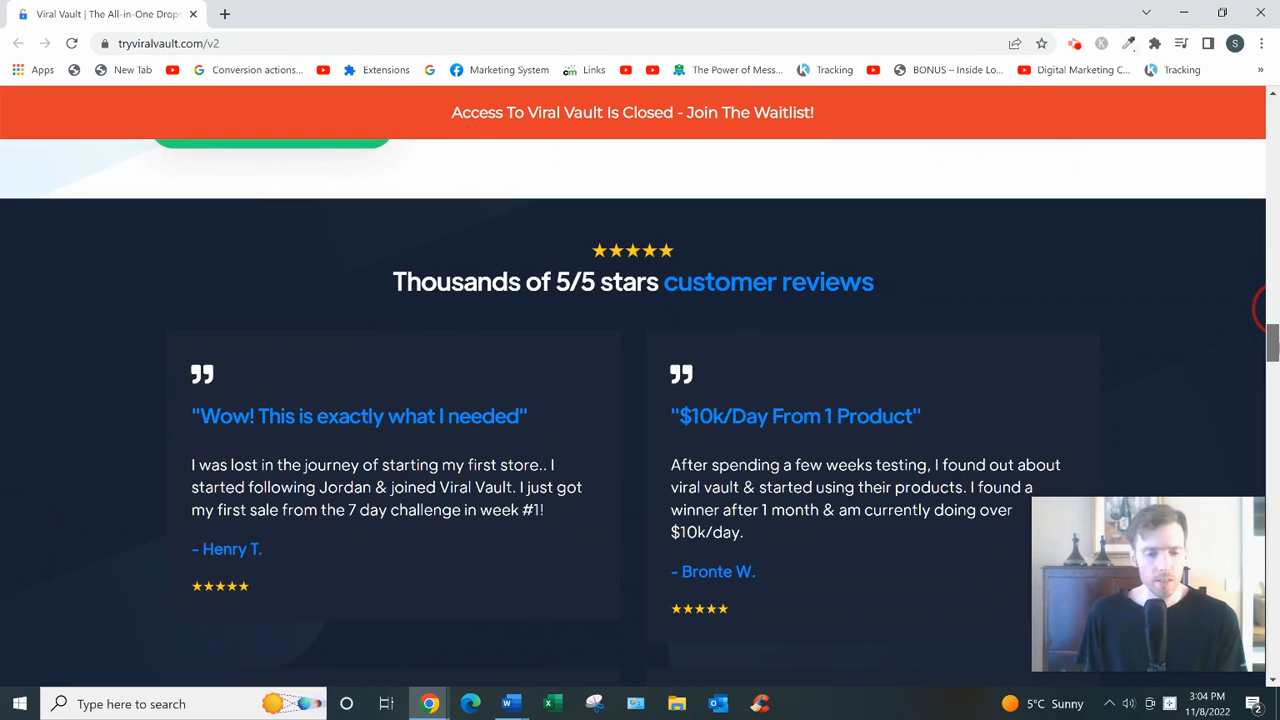 Viral Vault | The All-in-One Drops
tryviralvault.com/v2
Apps
New Tab
Conversion actions...
Extensions
Marketing System
Links
The Power of Mess...
Tracking
BONUS – Inside Lo...
Digital Marketing C...
Tracking
»
Access To Viral Vault Is Closed - Join The Waitlist!
Thousands of 5/5 stars customer reviews
"Wow! This is exactly what I needed"
I was lost in the journey of starting my first store.. I
started following Jordan & joined Viral Vault. I just got
my first sale from the 7 day challenge in week #1!
- Henry T.
"$10k/Day From 1 Product"
After spending a few weeks testing, I found out about
viral vault & started using their products. I found a
winner after 1 month & am currently doing over
$10k/day.
- Bronte W.
Type here to search
5°C Sunny
3:04 PM
11/8/2022
2